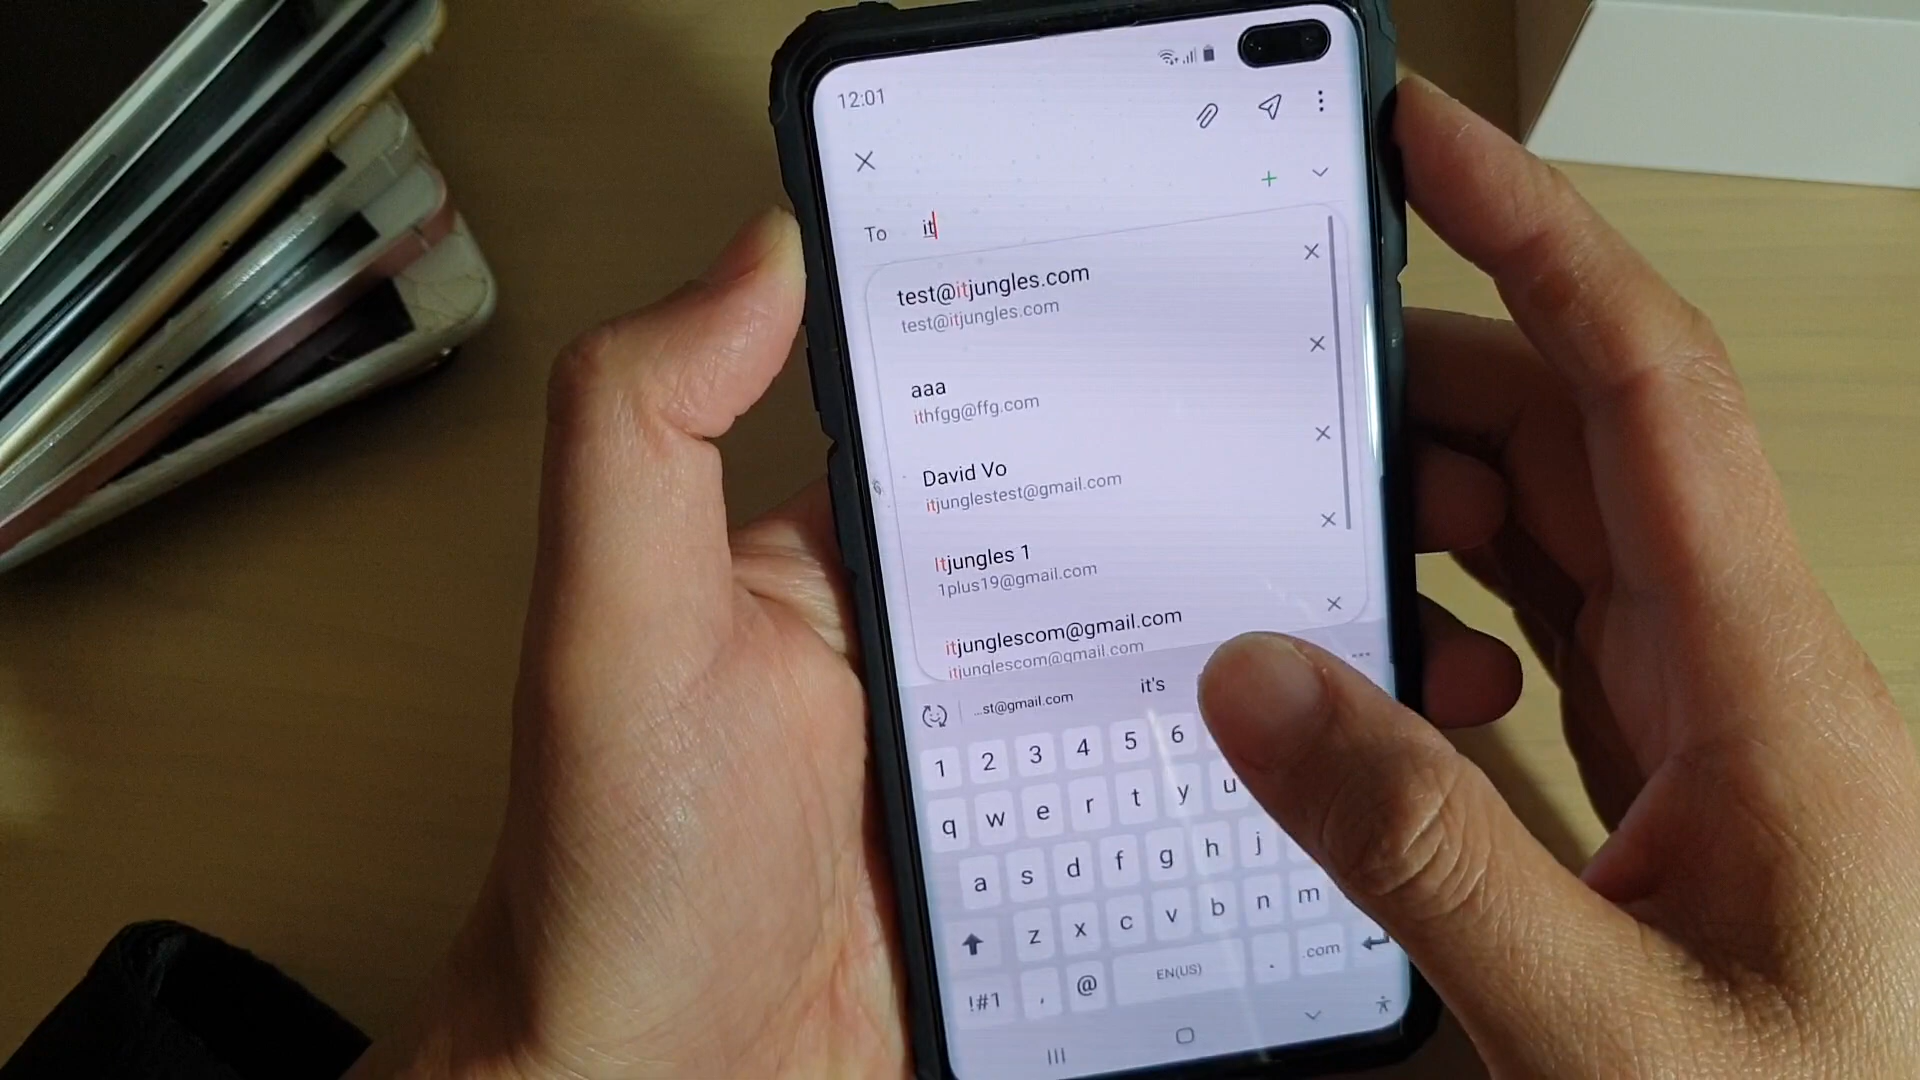 12:01
To it
test@itjungles.com
test@itjungles.com
aaa
ithfgg@ffg.com
David Vo
itjunglestest@gmail.com
Itjungles 1
1plus19@gmail.com
itjunglescom@gmail.com
itjunglescom@gmail.com
...st@gmail.com it's
1 2 3 4 5 6
q w e r t y u
a s d f g h j
z x c v b n m
!#1 , @ EN(US) . .com